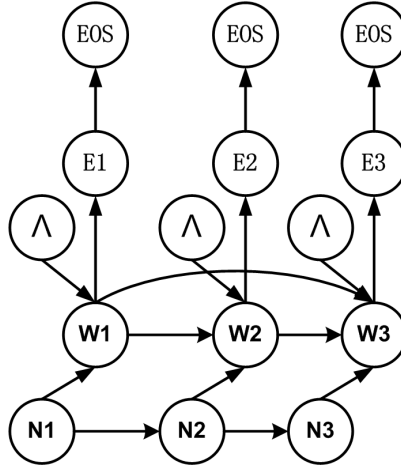 EOS EOS EOS
E1 E2 E3
Λ Λ Λ
W1 W2 W3
N1 N2 N3